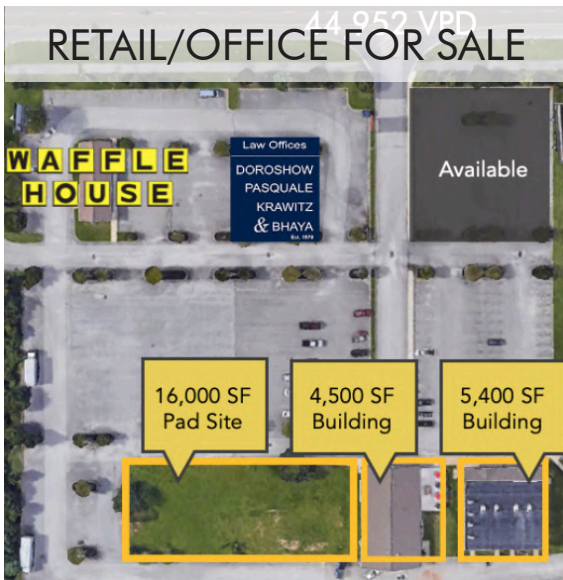 44,952 VPD
RETAIL/OFFICE FOR SALE
WAFFLE
HOUSE
Law Offices
DOROSHOW
PASQUALE
KRAWITZ
& BHAYA
Est. 1978
Available
16,000 SF
Pad Site
4,500 SF
Building
5,400 SF
Building